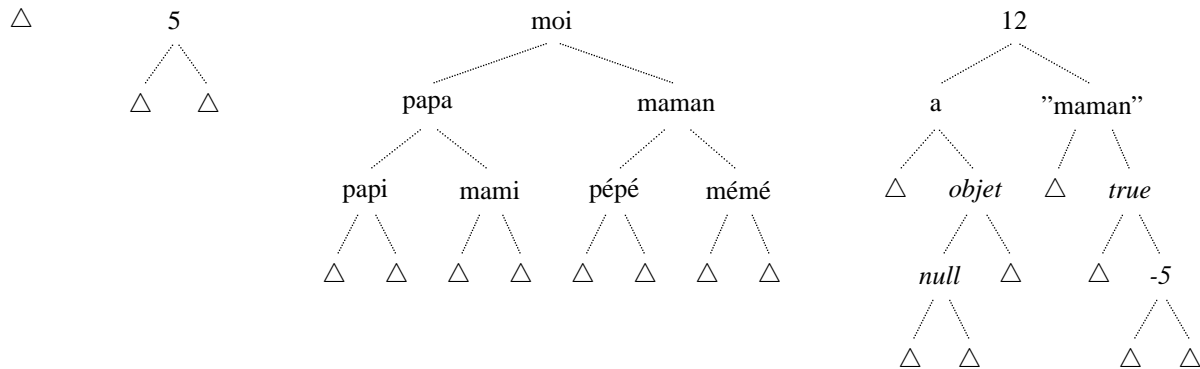 △ 5 moi 12
△ △ papa maman a ”maman”
papi mami pépé mémé △ objet △ true
△ △ △ △ △ △ △ △ null △ △ -5
△ △ △ △